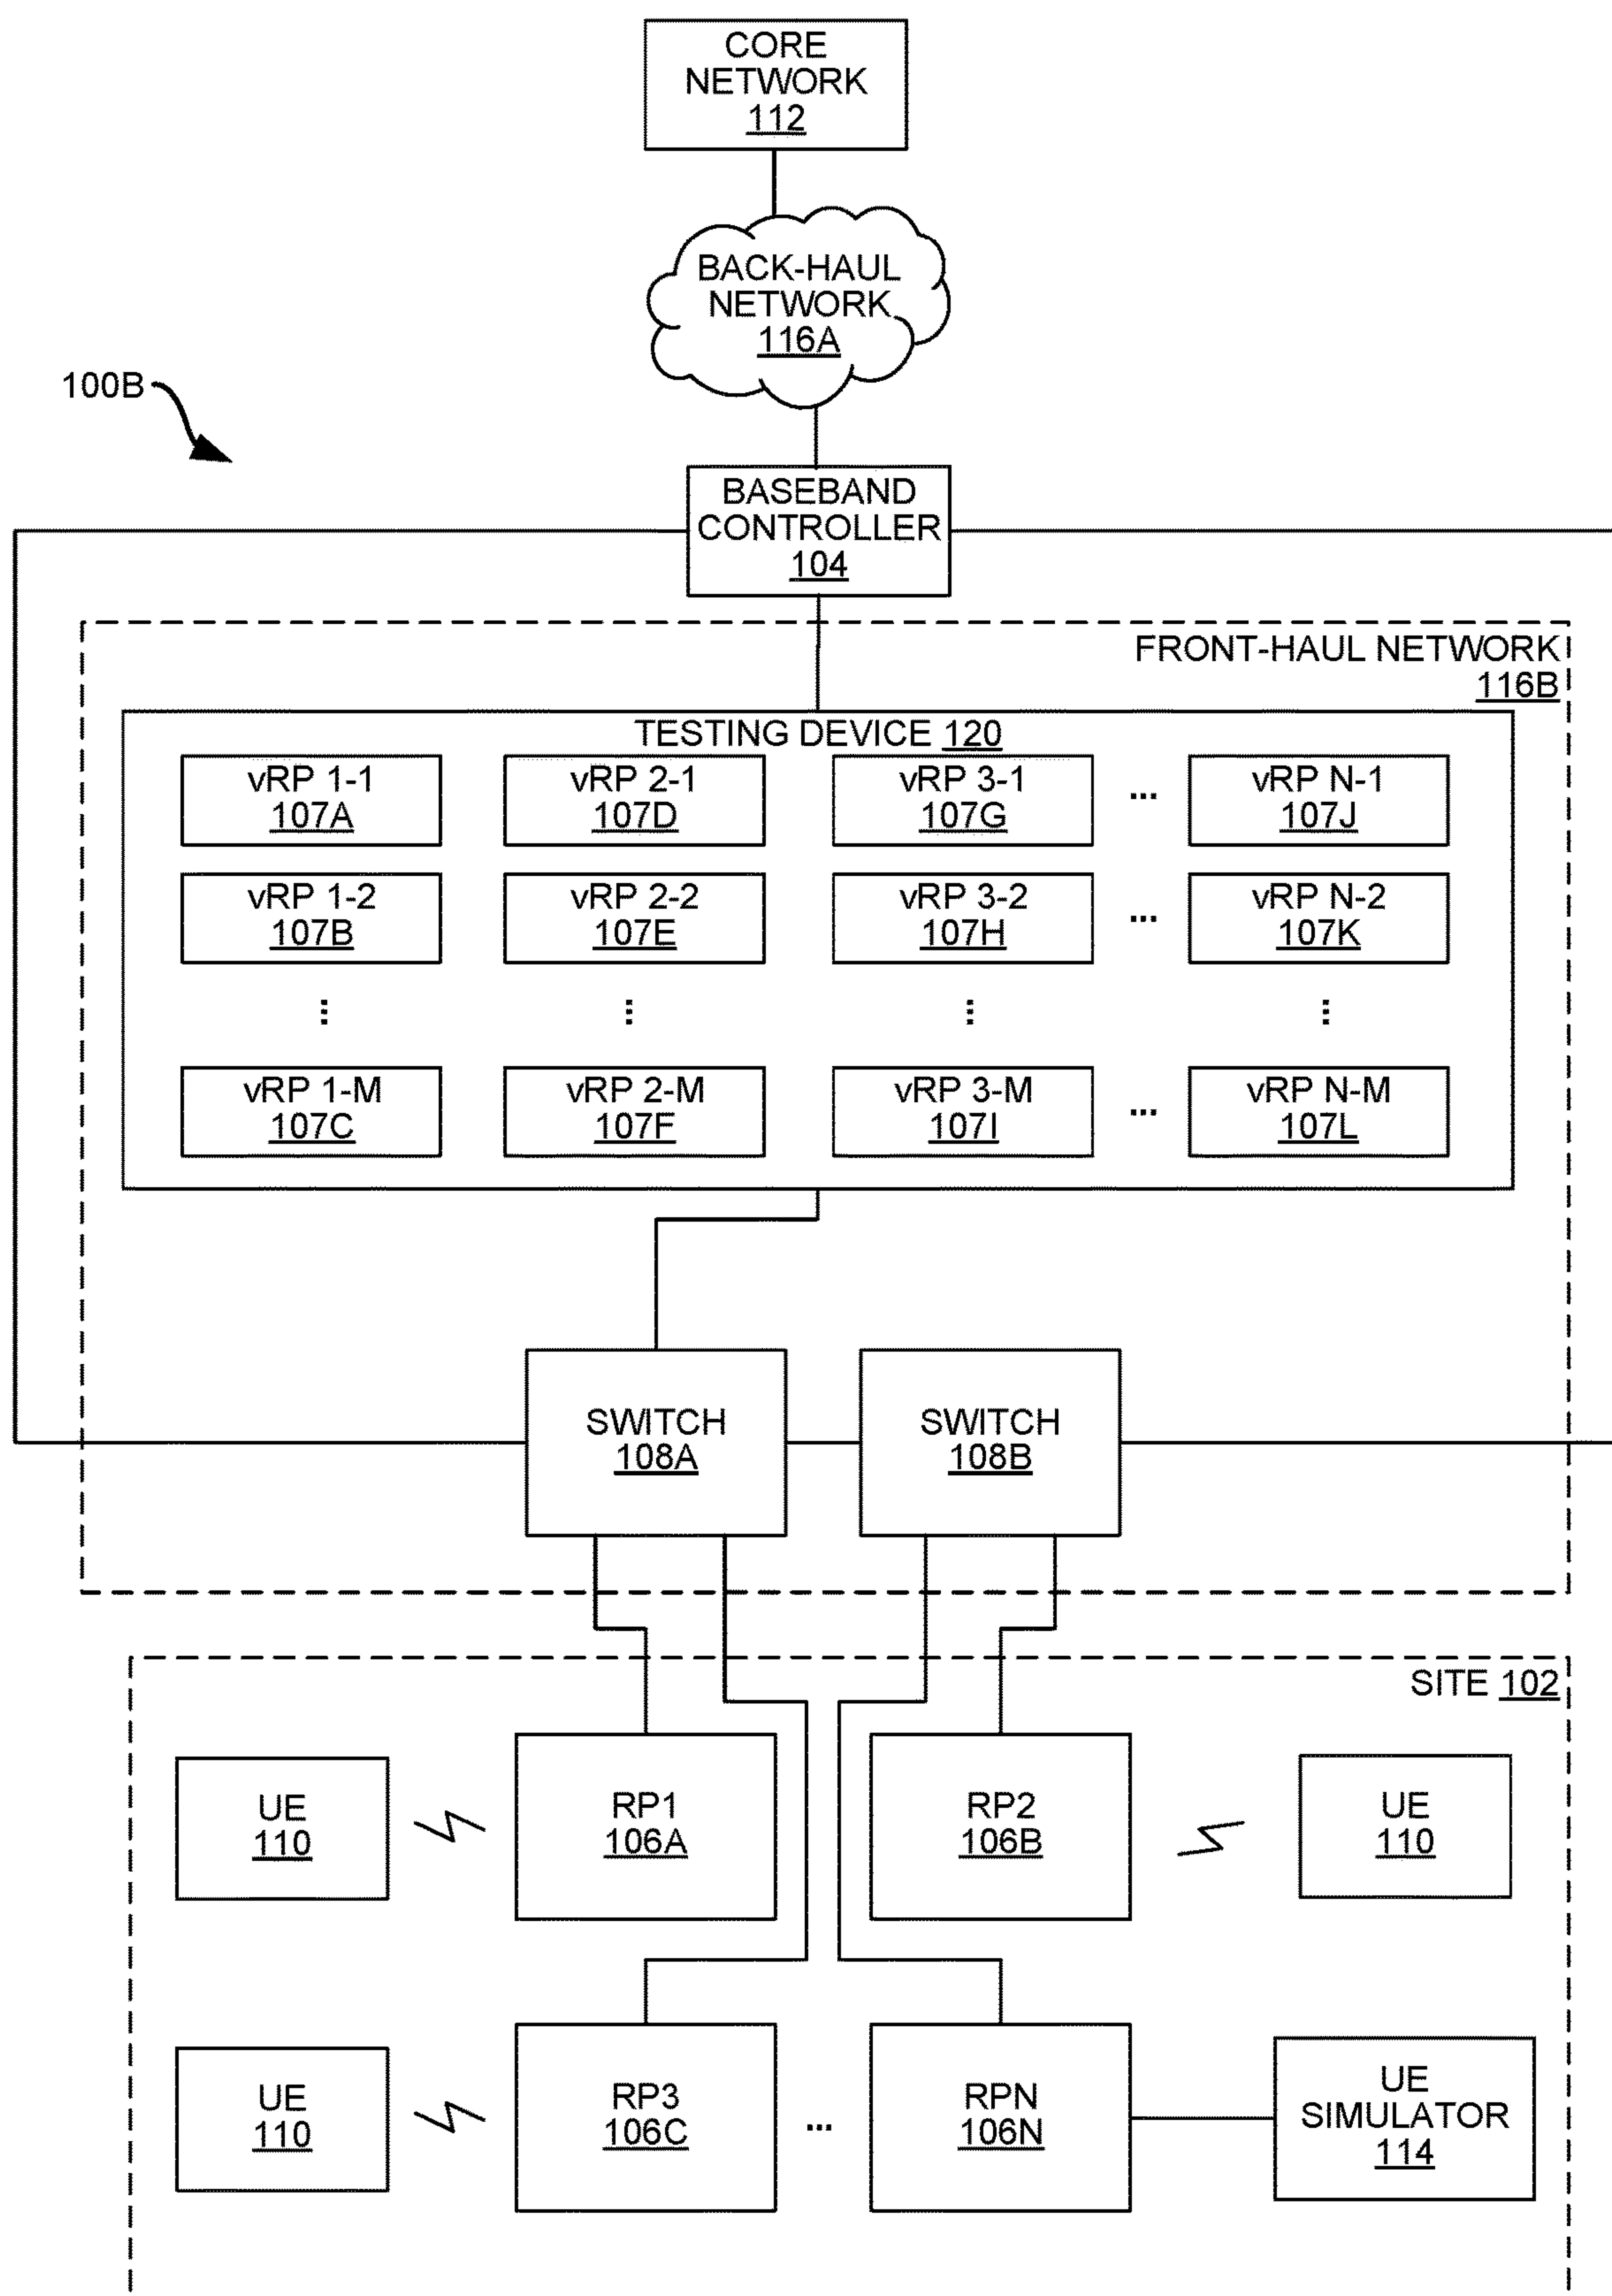 CORE
NETWORK
112
BACK-HAUL
NETWORK
116A
100B
BASEBAND
CONTROLLER
104
FRONT-HAUL NETWORK
116B
TESTING DEVICE 120
vRP 1-1
107A
vRP 2-1
107D
vRP 3-1
107G
...
vRP N-1
107J
vRP 1-2
107B
vRP 2-2
107E
vRP 3-2
107H
...
vRP N-2
107K
...
...
...
...
vRP 1-M
107C
vRP 2-M
107F
vRP 3-M
107I
...
vRP N-M
107L
SWITCH
108A
SWITCH
108B
SITE 102
UE
110
RP1
106A
RP2
106B
UE
110
UE
110
RP3
106C
...
RPN
106N
UE
SIMULATOR
114